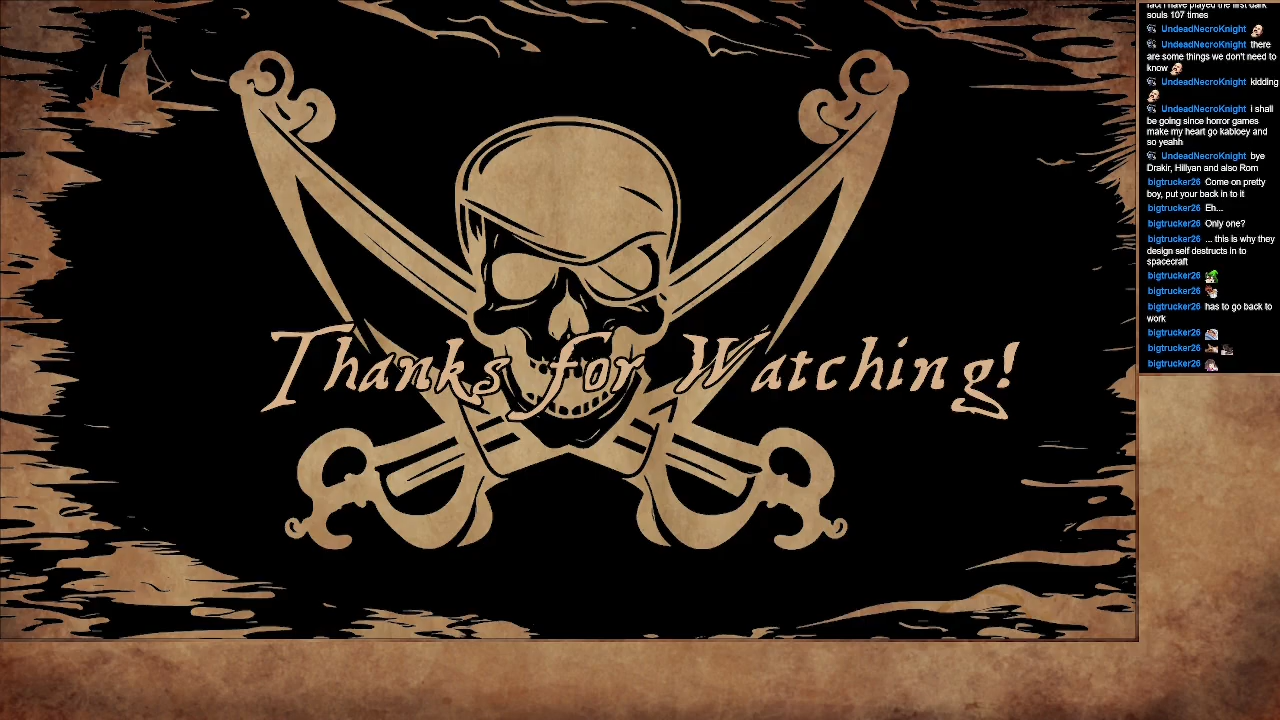 Thanks for Watching!
fact I have played the first dark
souls 107 times
UndeadNecroKnight
UndeadNecroKnight there
are some things we don't need to
know
UndeadNecroKnight kidding
UndeadNecroKnight i shall
be going since horror games
make my heart go kabloey and
so yeahh
UndeadNecroKnight bye
Drakir, Hillyan and also Rom
bigtrucker26 Come on pretty
boy, put your back in to it
bigtrucker26 Eh...
bigtrucker26 Only one?
bigtrucker26 ... this is why they
design self destructs in to
spacecraft
bigtrucker26
bigtrucker26
bigtrucker26 has to go back to
work
bigtrucker26
bigtrucker26
bigtrucker26